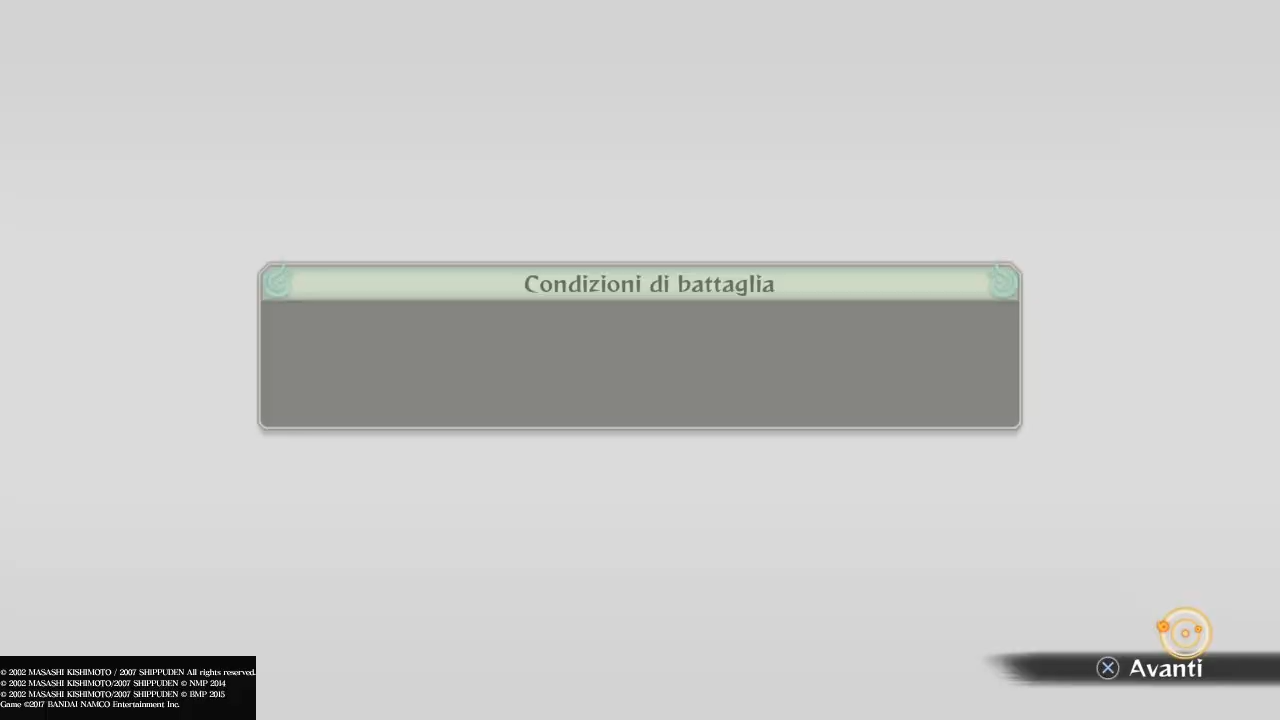 Condizioni di battaglia
Avanti
© 2002 MASASHI KISHIMOTO / 2007 SHIPPUDEN All rights reserved.
© 2002 MASASHI KISHIMOTO/2007 SHIPPUDEN © NMP 2014
© 2002 MASASHI KISHIMOTO/2007 SHIPPUDEN © BMP 2015
Game ©2017 BANDAI NAMCO Entertainment Inc.